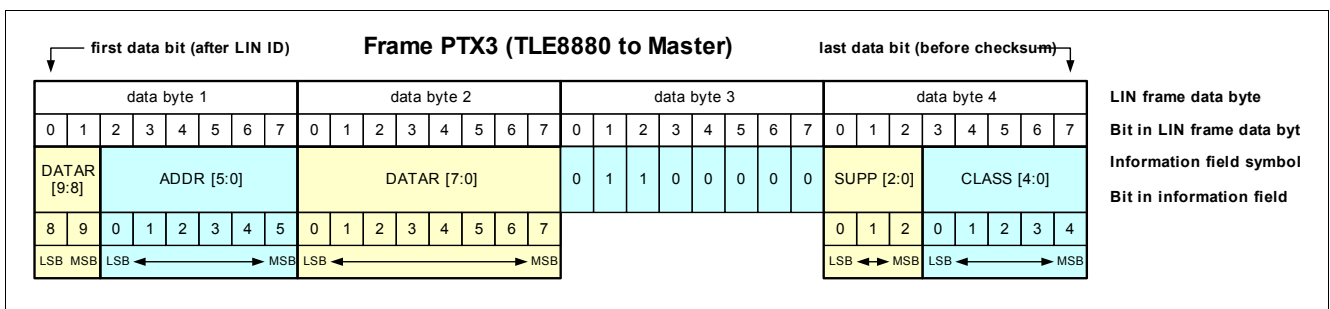 first data bit (after LIN ID) Frame PTX3 (TLE8880 to Master) last data bit (before checksum)
data byte 1 data byte 2 data byte 3 data byte 4 LIN frame data byte
0 1 2 3 4 5 6 7 0 1 2 3 4 5 6 7 0 1 2 3 4 5 6 7 0 1 2 3 4 5 6 7 Bit in LIN frame data byt
DATAR [9:8] ADDR [5:0] DATAR [7:0] 0 1 1 0 0 0 0 0 SUPP [2:0] CLASS [4:0] Information field symbol
Bit in information field
8 9 0 1 2 3 4 5 0 1 2 3 4 5 6 7 0 1 2 0 1 2 3 4
LSB MSB LSB MSB LSB MSB LSB MSB LSB MSB